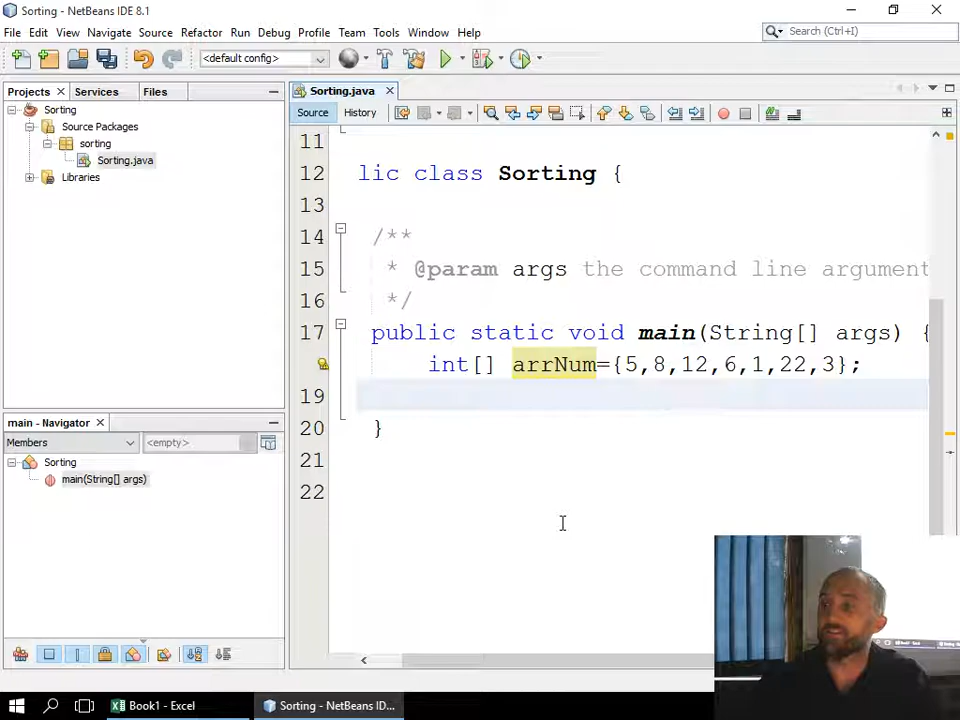 Sorting - NetBeans IDE 8.1
File Edit View Navigate Source Refactor Run Debug Profile Team Tools Window Help
Search (Ctrl+I)
<default config>
Projects Services Files
Sorting
Source Packages
sorting
Sorting.java
Libraries
Sorting.java
Source History
11
12 lic class Sorting {
13
14 /**
15 * @param args the command line argument
16 */
17 public static void main(String[] args) {
int[] arrNum={5,8,12,6,1,22,3};
19
20 }
21
22
main - Navigator
Members <empty>
Sorting
main(String[] args)
Book1 - Excel
Sorting - NetBeans ID...